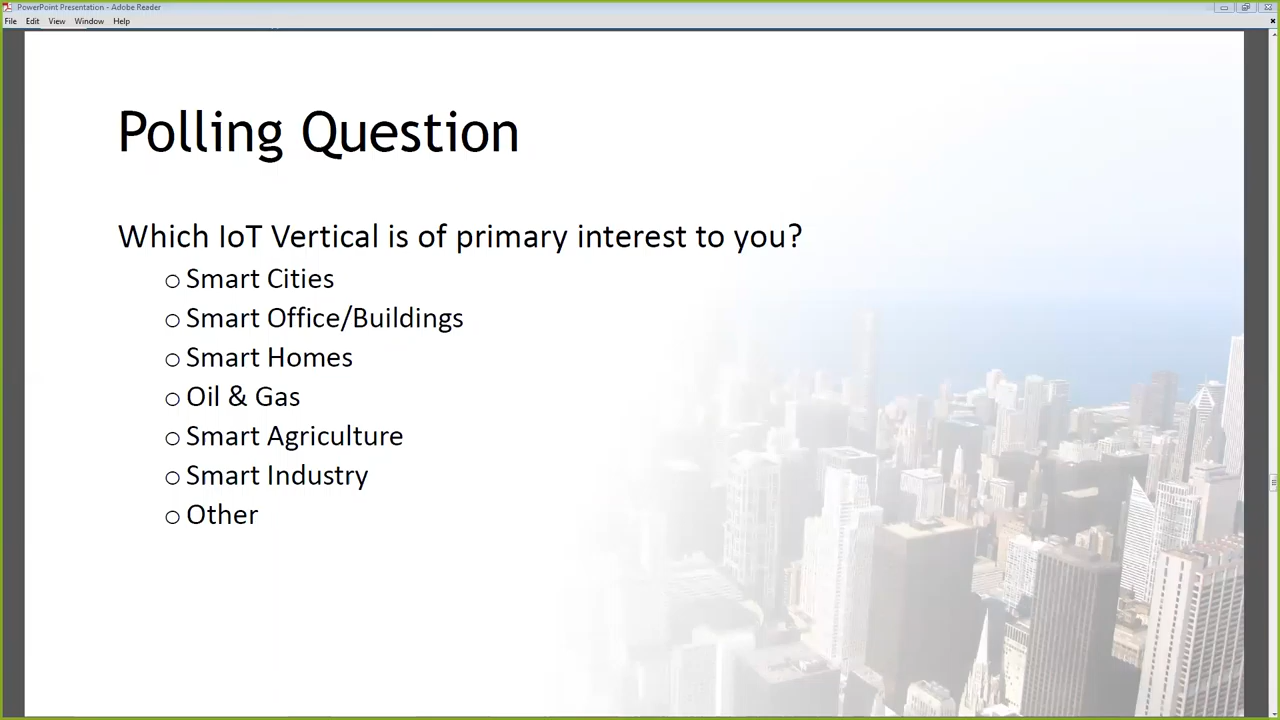 PowerPoint Presentation - Adobe Reader
File Edit View Window Help
Polling Question
Which IoT Vertical is of primary interest to you?
Smart Cities
Smart Office/Buildings
Smart Homes
Oil & Gas
Smart Agriculture
Smart Industry
Other